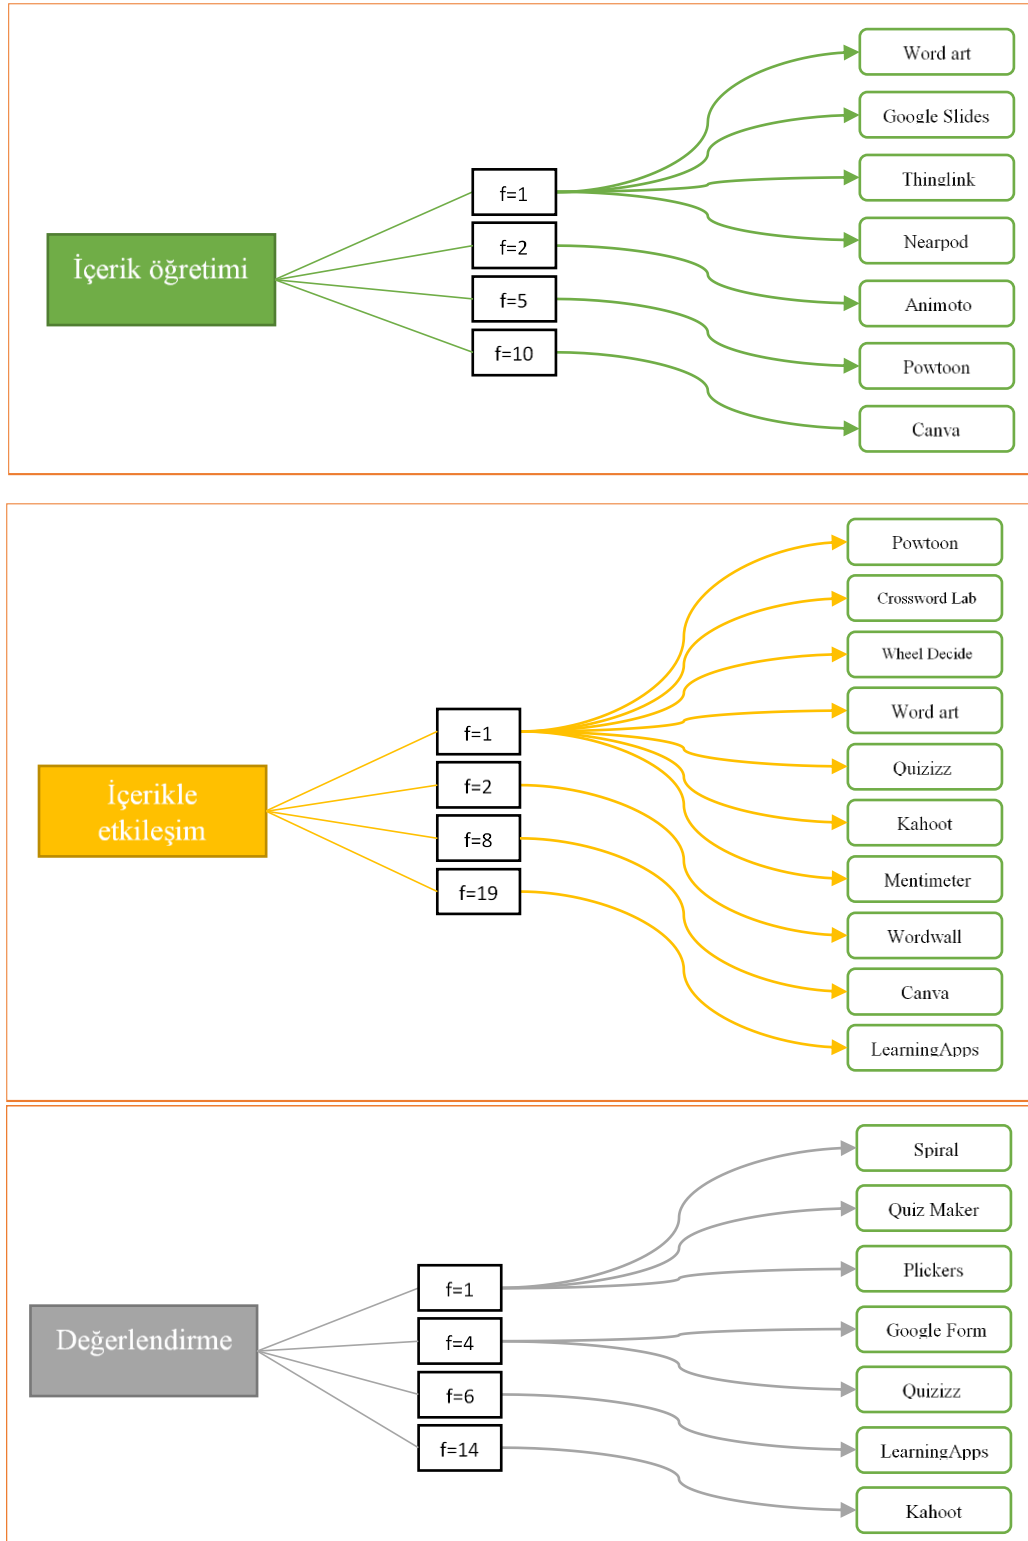 İçerik öğretimi
f=1
f=2
f=5
f=10
Word art
Google Slides
Thinglink
Nearpod
Animoto
Powtoon
Canva
İçerikle
etkileşim
f=1
f=2
f=8
f=19
Powtoon
Crossword Lab
Wheel Decide
Word art
Quizizz
Kahoot
Mentimeter
Wordwall
Canva
LearningApps
Değerlendirme
f=1
f=4
f=6
f=14
Spiral
Quiz Maker
Plickers
Google Form
Quizizz
LearningApps
Kahoot